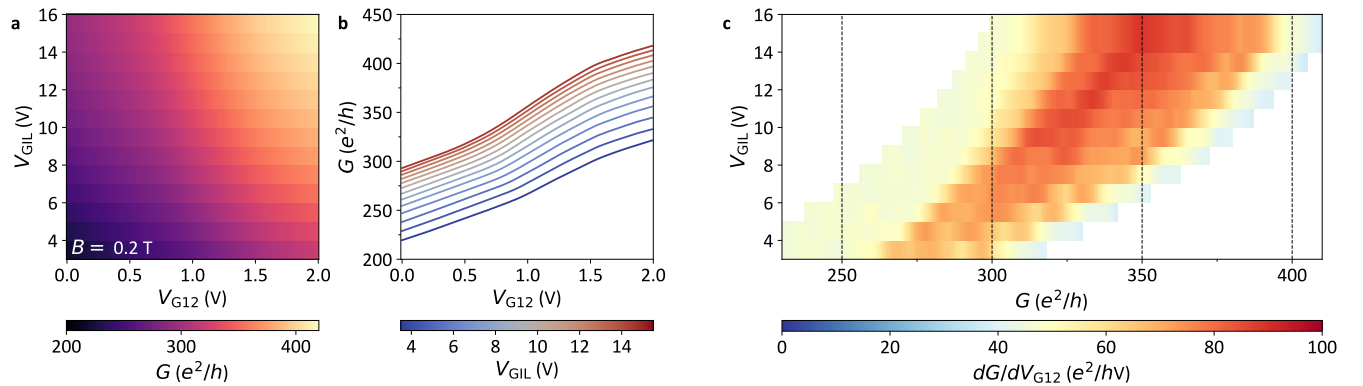 a
16
14
12
10
8
6
4
V_GIL (V)
B = 0.2 T
0.0 0.5 1.0 1.5 2.0
V_G12 (V)
200 300 400
G (e²/h)
b
450
400
350
300
250
200
G (e²/h)
0.0 0.5 1.0 1.5 2.0
V_G12 (V)
4 6 8 10 12 14
V_GIL (V)
c
16
14
12
10
8
6
4
V_GIL (V)
250 300 350 400
G (e²/h)
0 20 40 60 80 100
dG/dV_G12 (e²/hV)